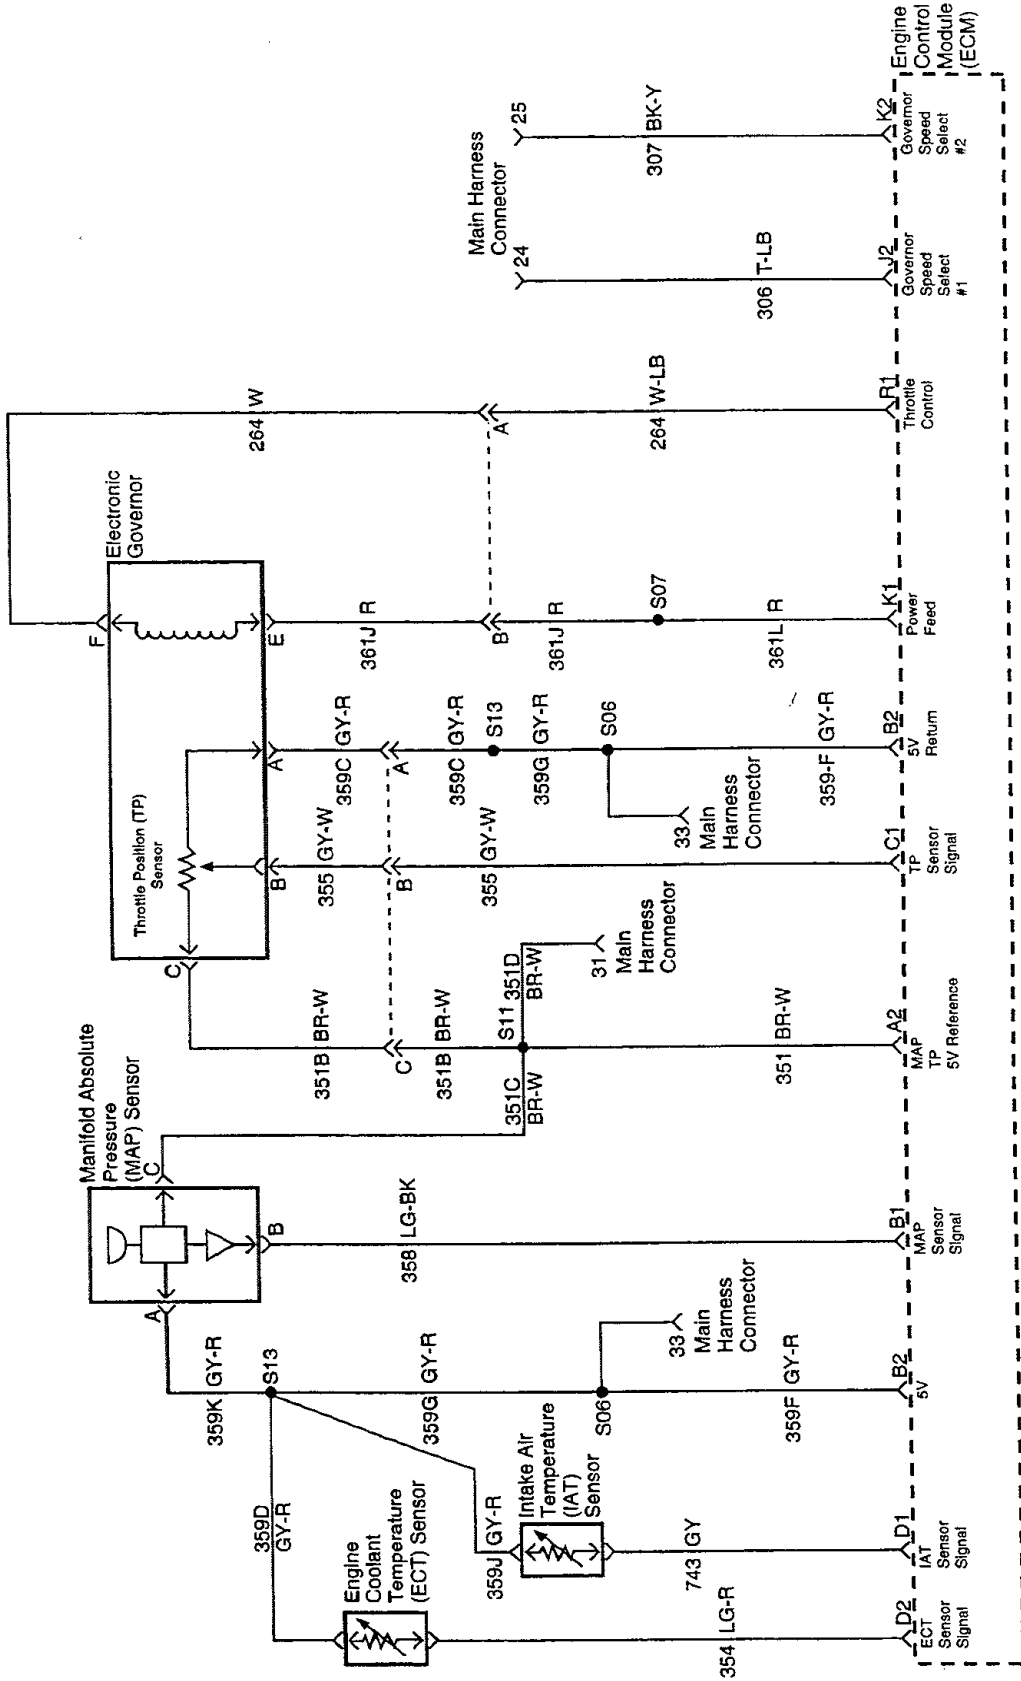 Engine
Coolant
Temperature
(ECT) Sensor
359D
GY-R
354 LG-R
D2
ECT
Sensor
Signal
Intake Air
Temperature
(IAT)
Sensor
359J GY-R
743 GY
D1
IAT
Sensor
Signal
Manifold Absolute
Pressure
(MAP) Sensor
A
B
C
359K GY-R
S13
359G GY-R
S06
33
Main
Harness
Connector
359F GY-R
B2
5V
358 LG-BK
B1
MAP
Sensor
Signal
351C
BR-W
S11
351D
BR-W
31
Main
Harness
Connector
351B BR-W
C
351B BR-W
351 BR-W
A2
MAP
TP
5V Reference
Electronic
Governor
Throttle Position (TP)
Sensor
C
B
A
E
F
355 GY-W
B
355 GY-W
C1
TP
Sensor
Signal
359C GY-R
A
359C GY-R
S13
359G GY-R
S06
33
Main
Harness
Connector
359-F GY-R
B2
5V
Return
361J R
B
361J R
S07
361L R
K1
Power
Feed
264 W
A
264 W-LB
R1
Throttle
Control
Main Harness
Connector
24
25
306 T-LB
J2
Governor
Speed
Select
#1
307 BK-Y
K2
Governor
Speed
Select
#2
Engine
Control
Module
(ECM)